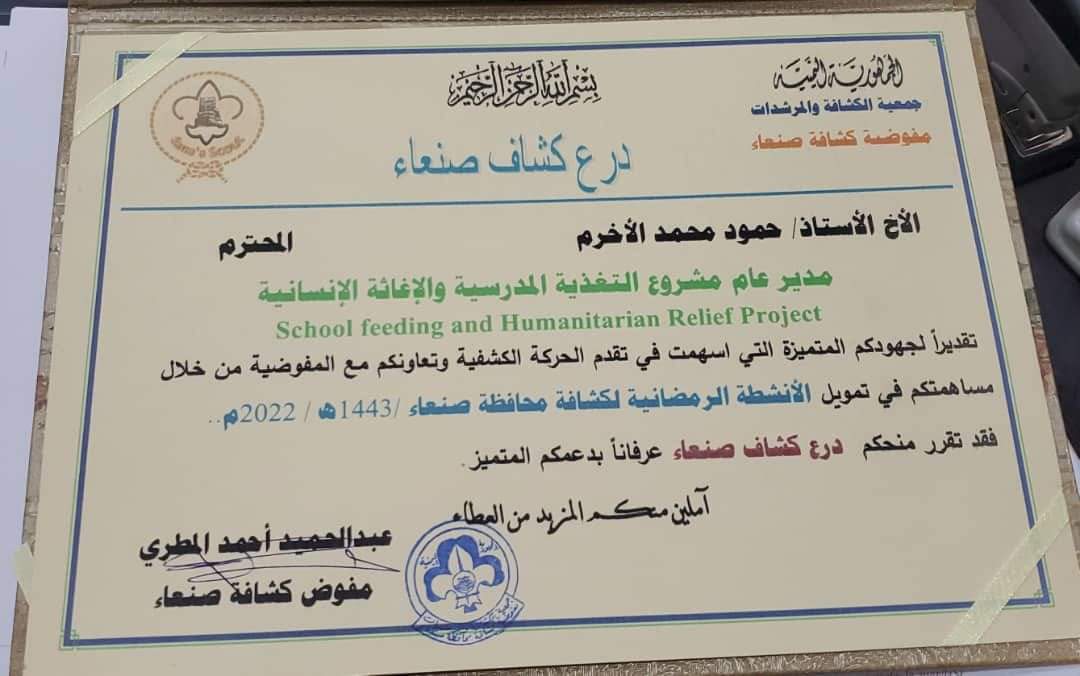 بسم الله الرحمن الرحيم
الجمهورية اليمنية
جمعية الكشافة والمرشدات
مفوضية كشافة صنعاء
Sana'a Scout
درع كشاف صنعاء
الأخ الأستاذ/ حمود محمد الأخرم المحترم
مدير عام مشروع التغذية المدرسية والإغاثة الإنسانية
School feeding and Humanitarian Relief Project
تقديراً لجهودكم المتميزة التي اسهمت في تقدم الحركة الكشفية وتعاونكم مع المفوضية من خلال
مساهمتكم في تمويل الأنشطة الرمضانية لكشافة محافظة صنعاء /1443هـ / 2022م..
فقد تقرر منحكم درع كشاف صنعاء عرفاناً بدعمكم المتميز.
آملين منكم المزيد من العطاء
عبدالحميد أحمد المطري
مفوض كشافة صنعاء